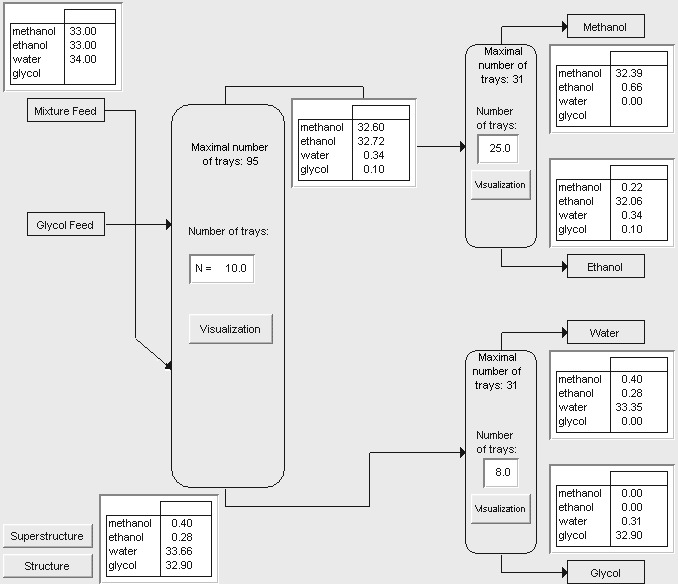 methanol 33.00
ethanol 33.00
water 34.00
glycol
Mixture Feed
Glycol Feed
Maximal number
of trays: 95
Number of trays:
N = 10.0
Visualization
methanol 32.60
ethanol 32.72
water 0.34
glycol 0.10
Maximal
number of
trays: 31
Number
of trays:
25.0
Visualization
Methanol
methanol 32.39
ethanol 0.66
water 0.00
glycol
methanol 0.22
ethanol 32.06
water 0.34
glycol 0.10
Ethanol
Maximal
number of
trays: 31
Number
of trays:
8.0
Visualization
Water
methanol 0.40
ethanol 0.28
water 33.35
glycol 0.00
methanol 0.00
ethanol 0.00
water 0.31
glycol 32.90
Glycol
methanol 0.40
ethanol 0.28
water 33.66
glycol 32.90
Superstructure
Structure